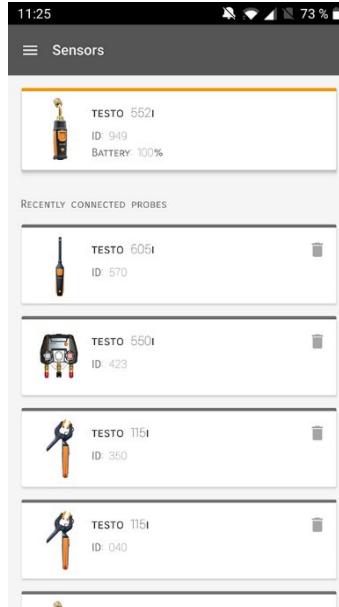 11:25 73 %
Sensors
TESTO 552I
ID: 949
BATTERY: 100%
RECENTLY CONNECTED PROBES
TESTO 605I
ID: 570
TESTO 550I
ID: 423
TESTO 115I
ID: 350
TESTO 115I
ID: 040